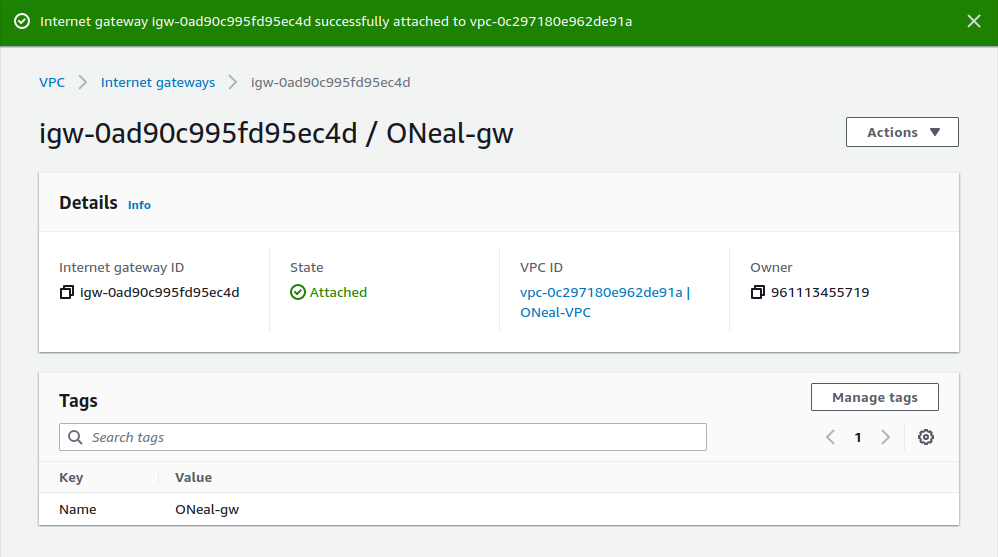 Internet gateway igw-0ad90c995fd95ec4d successfully attached to vpc-0c297180e962de91a
VPC > Internet gateways > igw-0ad90c995fd95ec4d
igw-0ad90c995fd95ec4d / ONeal-gw
Actions
Details Info
Internet gateway ID
igw-0ad90c995fd95ec4d
State
Attached
VPC ID
vpc-0c297180e962de91a |
ONeal-VPC
Owner
961113455719
Tags
Manage tags
Search tags
1
Key Value
Name ONeal-gw